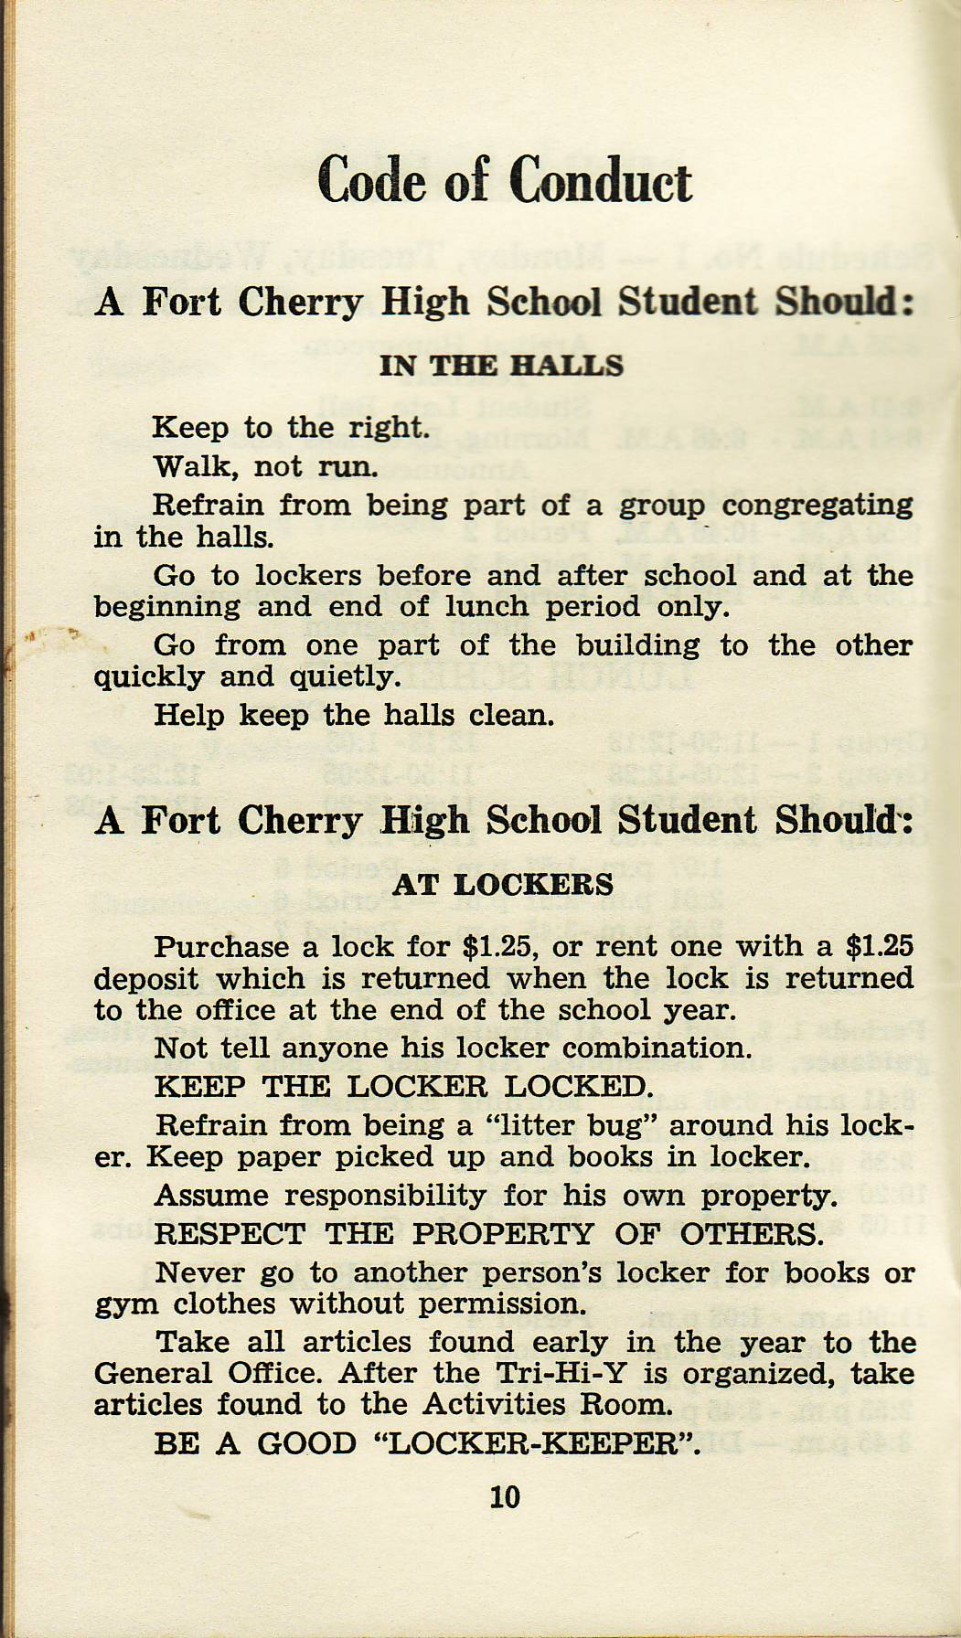 Code of Conduct
A Fort Cherry High School Student Should:
IN THE HALLS
Keep to the right.
Walk, not run.
Refrain from being part of a group congregating
in the halls.
Go to lockers before and after school and at the
beginning and end of lunch period only.
Go from one part of the building to the other
quickly and quietly.
Help keep the halls clean.
A Fort Cherry High School Student Should:
AT LOCKERS
Purchase a lock for $1.25, or rent one with a $1.25
deposit which is returned when the lock is returned
to the office at the end of the school year.
Not tell anyone his locker combination.
KEEP THE LOCKER LOCKED.
Refrain from being a “litter bug” around his lock-
er. Keep paper picked up and books in locker.
Assume responsibility for his own property.
RESPECT THE PROPERTY OF OTHERS.
Never go to another person's locker for books or
gym clothes without permission.
Take all articles found early in the year to the
General Office. After the Tri-Hi-Y is organized, take
articles found to the Activities Room.
BE A GOOD “LOCKER-KEEPER”.
10